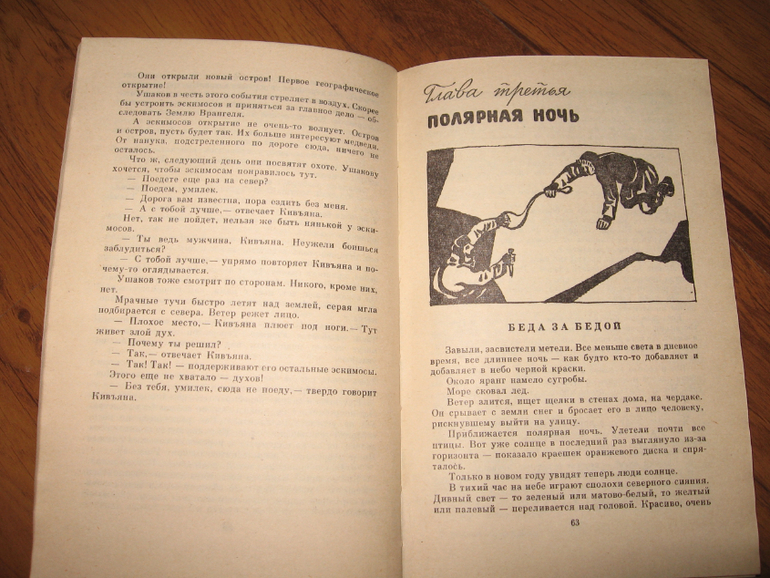 Они открыли новый остров! Первое географическое
открытие!
Ушаков в честь этого события стреляет в воздух. Скорее
бы устроить эскимосов и приняться за главное дело — об-
следовать Землю Врангеля.
А эскимосов открытие не очень-то волнует. Остров
и остров, пусть будет так. Их больше интересуют медведи.
От нанука, подстреленного по дороге сюда, ничего не
осталось.
Что ж, следующий день они посвятят охоте. Ушакову
хочется, чтобы эскимосам понравилось тут.
— Поедете еще раз на север?
— Поедем, умилек.
— Дорога вам известна, пора ездить без меня.
— А с тобой лучше,— отвечает Кивъяна.
Нет, так не пойдет, нельзя же быть нянькой у эски-
мосов.
— Ты ведь мужчина, Кивъяна. Неужели боишься
заблудиться?
— С тобой лучше,— упрямо повторяет Кивъяна и по-
чему-то оглядывается.
Ушаков тоже смотрит по сторонам. Никого, кроме них,
нет.
Мрачные тучи быстро летят над землей, серая мгла
подбирается с севера. Ветер режет лицо.
— Плохое место,— Кивъяна плюет под ноги.— Тут
живет злой дух.
— Почему ты решил?
— Так,— отвечает Кивъяна.
— Так! Так! — поддерживают его остальные эскимосы.
Этого еще не хватало — духов!
— Без тебя, умилек, сюда не поеду,— твердо говорит
Кивъяна.
Глава третья
ПОЛЯРНАЯ НОЧЬ
БЕДА ЗА БЕДОЙ
Завыли, засвистели метели. Все меньше света в дневное
время, все длиннее ночь — как будто кто-то добавляет и
добавляет в небо черной краски.
Около яранг намело сугробы.
Море сковал лед.
Ветер злится, ищет щелки в стенах дома, на чердаке.
Он срывает с земли снег и бросает его в лицо человеку,
рискнувшему выйти на улицу.
Приближается полярная ночь. Улетели почти все
птицы. Вот уже солнце в последний раз выглянуло из-за
горизонта — показало краешек оранжевого диска и спря-
талось.
Только в новом году увидят теперь люди солнце.
В тихий час на небе играют сполохи северного сияния.
Дивный свет — то зеленый или матово-белый, то желтый
или палевый — переливается над головой. Красиво, очень
63